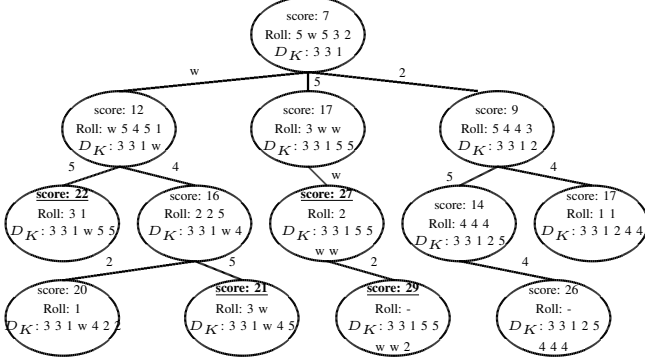 score: 7
Roll: 5 w 5 3 2
D_K: 3 3 1
w
5
2
score: 12
Roll: w 5 4 5 1
D_K: 3 3 1 w
score: 17
Roll: 3 w w
D_K: 3 3 1 5 5
score: 9
Roll: 5 4 4 3
D_K: 3 3 1 2
5
4
w
5
4
score: 22
Roll: 3 1
D_K: 3 3 1 w 5 5
score: 16
Roll: 2 2 5
D_K: 3 3 1 w 4
score: 27
Roll: 2
D_K: 3 3 1 5 5
w w
score: 14
Roll: 4 4 4
D_K: 3 3 1 2 5
score: 17
Roll: 1 1
D_K: 3 3 1 2 4 4
2
5
2
4
score: 20
Roll: 1
D_K: 3 3 1 w 4 2 2
score: 21
Roll: 3 w
D_K: 3 3 1 w 4 5
score: 29
Roll: -
D_K: 3 3 1 5 5
w w 2
score: 26
Roll: -
D_K: 3 3 1 2 5
4 4 4